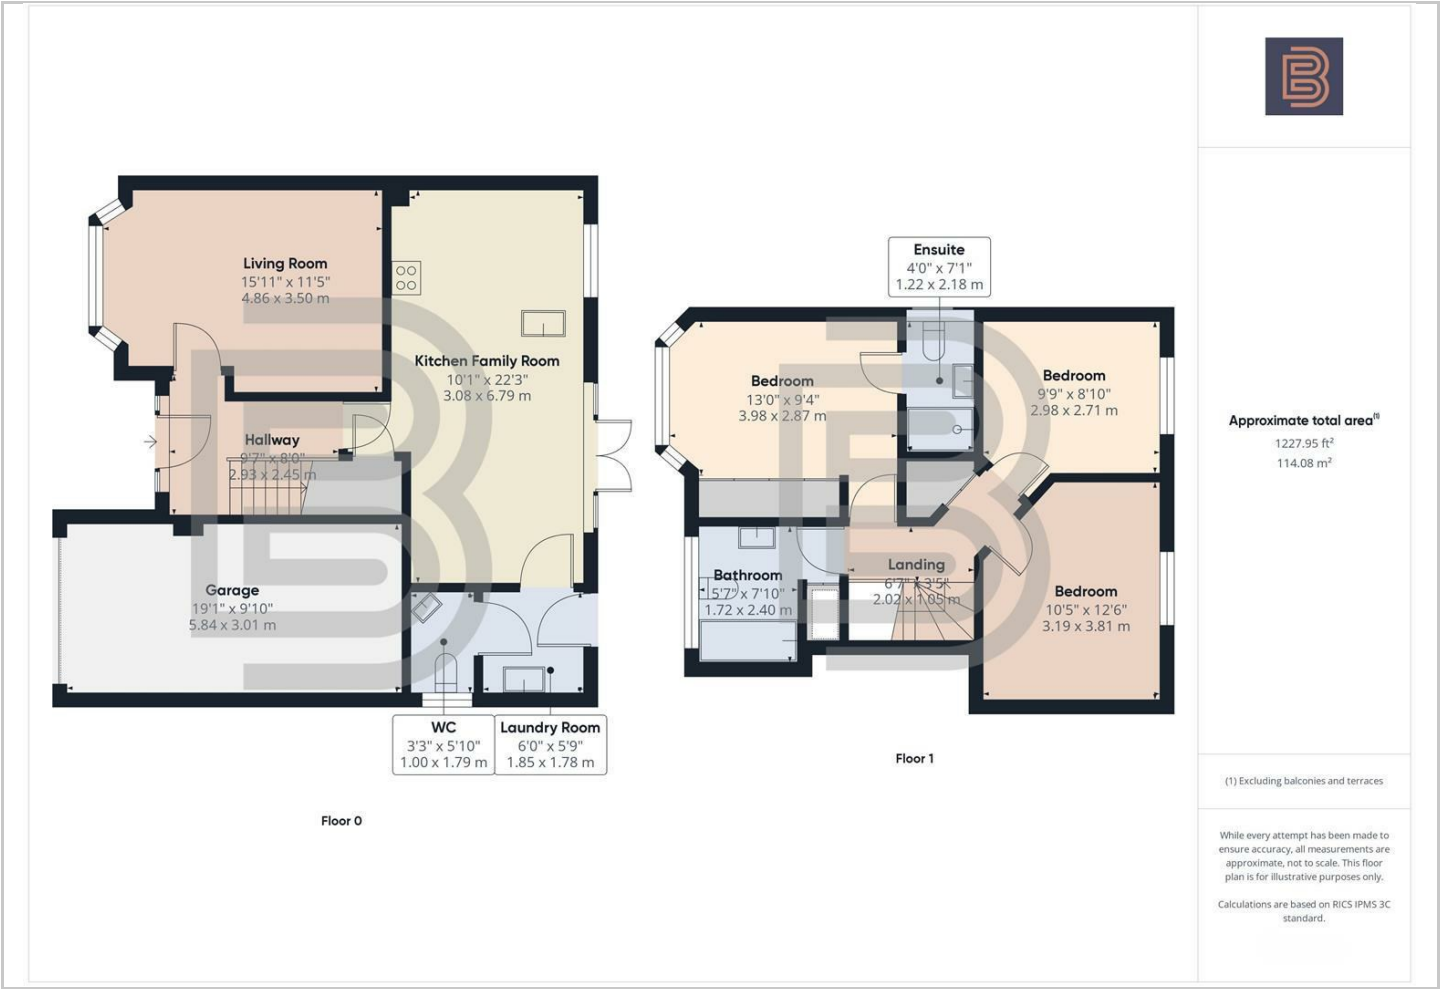 Living Room
15'11" x 11'5"
4.86 x 3.50 m
Kitchen Family Room
10'1" x 22'3"
3.08 x 6.79 m
Hallway
9'7" x 8'0"
2.93 x 2.45 m
Garage
19'1" x 9'10"
5.84 x 3.01 m
WC
3'3" x 5'10"
1.00 x 1.79 m
Laundry Room
6'0" x 5'9"
1.85 x 1.78 m
Floor 0
Ensuite
4'0" x 7'1"
1.22 x 2.18 m
Bedroom
13'0" x 9'4"
3.98 x 2.87 m
Bedroom
9'9" x 8'10"
2.98 x 2.71 m
Bathroom
5'7" x 7'10"
1.72 x 2.40 m
Landing
6'7" x 3'5"
2.02 x 1.05 m
Bedroom
10'5" x 12'6"
3.19 x 3.81 m
Floor 1
B
Approximate total area(1)
1227.95 ft²
114.08 m²
(1) Excluding balconies and terraces
While every attempt has been made to
ensure accuracy, all measurements are
approximate, not to scale. This floor
plan is for illustrative purposes only.
Calculations are based on RICS IPMS 3C
standard.